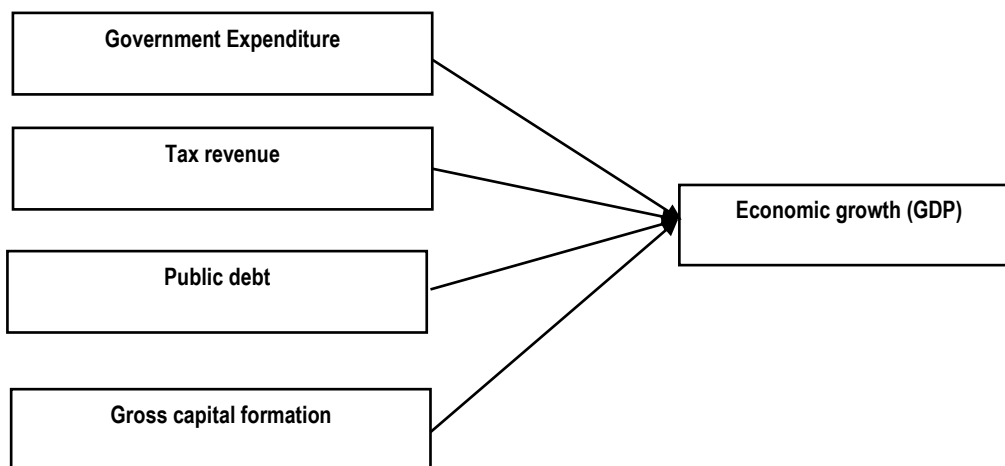 Government Expenditure
Tax revenue
Economic growth (GDP)
Public debt
Gross capital formation